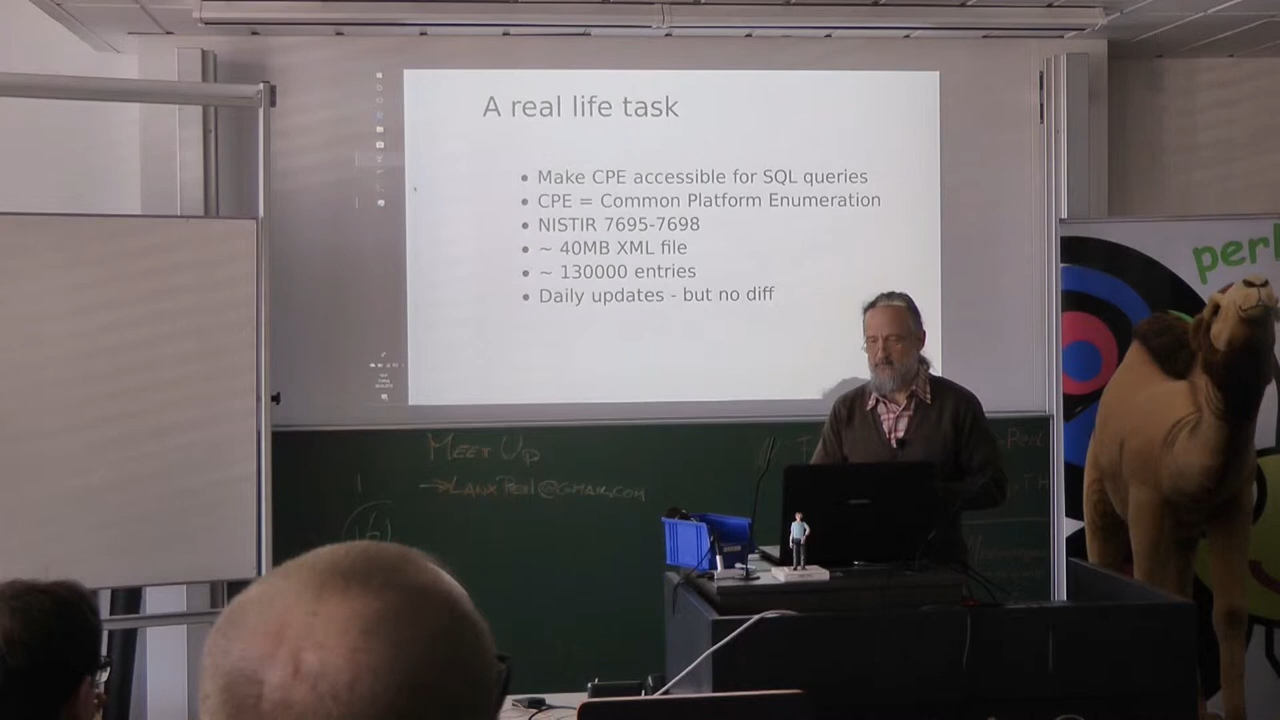 A real life task
Make CPE accessible for SQL queries
CPE = Common Platform Enumeration
NISTIR 7695-7698
~ 40MB XML file
~ 130000 entries
Daily updates - but no diff
perl
MEET UP